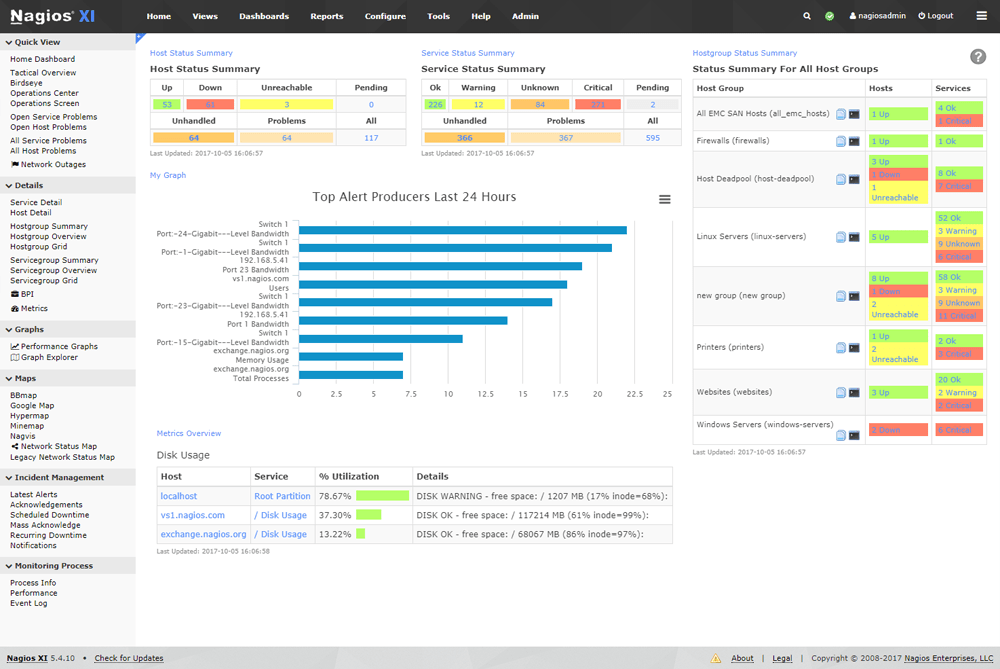 Nagios® XI
Home Views Dashboards Reports Configure Tools Help Admin
nagiosadmin Logout
Quick View
Home Dashboard
Tactical Overview
Birdseye
Operations Center
Operations Screen
Open Service Problems
Open Host Problems
All Service Problems
All Host Problems
Network Outages
Details
Service Detail
Host Detail
Hostgroup Summary
Hostgroup Overview
Hostgroup Grid
Servicegroup Summary
Servicegroup Overview
Servicegroup Grid
BPI
Metrics
Graphs
Performance Graphs
Graph Explorer
Maps
BBmap
Google Map
Hypermap
Minemap
Nagvis
Network Status Map
Legacy Network Status Map
Incident Management
Latest Alerts
Acknowledgements
Scheduled Downtime
Mass Acknowledge
Recurring Downtime
Notifications
Monitoring Process
Process Info
Performance
Event Log
Host Status Summary
Host Status Summary
Up Down Unreachable Pending
53 61 3 0
Unhandled Problems All
64 64 117
Last Updated: 2017-10-05 16:06:57
Service Status Summary
Service Status Summary
Ok Warning Unknown Critical Pending
226 12 84 271 2
Unhandled Problems All
366 367 595
Last Updated: 2017-10-05 16:06:57
My Graph
Top Alert Producers Last 24 Hours
Switch 1
Port:-24-Gigabit---Level Bandwidth
Switch 1
Port:-1-Gigabit---Level Bandwidth
192.168.5.41
Port 23 Bandwidth
vs1.nagios.com
Users
Switch 1
Port:-23-Gigabit---Level Bandwidth
192.168.5.41
Port 1 Bandwidth
Switch 1
Port:-15-Gigabit---Level Bandwidth
exchange.nagios.org
Memory Usage
exchange.nagios.org
Total Processes
0 2.5 5 7.5 10 12.5 15 17.5 20 22.5 25
Metrics Overview
Disk Usage
Host Service % Utilization Details
localhost Root Partition 78.67% DISK WARNING - free space: / 1207 MB (17% inode=68%):
vs1.nagios.com / Disk Usage 37.30% DISK OK - free space: / 117214 MB (61% inode=99%):
exchange.nagios.org / Disk Usage 13.22% DISK OK - free space: / 68067 MB (86% inode=97%):
Last Updated: 2017-10-05 16:06:58
Hostgroup Status Summary
?
Status Summary For All Host Groups
Host Group Hosts Services
All EMC SAN Hosts (all_emc_hosts) 1 Up 4 Ok
1 Critical
Firewalls (firewalls) 1 Up 1 Ok
Host Deadpool (host-deadpool) 3 Up
1 Down
1
Unreachable
8 Ok
7 Critical
Linux Servers (linux-servers) 5 Up
52 Ok
3 Warning
9 Unknown
6 Critical
new group (new group) 8 Up
1 Down
2
Unreachable
58 Ok
3 Warning
9 Unknown
11 Critical
Printers (printers) 1 Up
2
Unreachable
2 Ok
3 Critical
Websites (websites) 3 Up
20 Ok
2 Warning
2 Critical
Windows Servers (windows-servers) 2 Down 6 Critical
Last Updated: 2017-10-05 16:06:57
Nagios XI 5.4.10 • Check for Updates
About | Legal | Copyright © 2008-2017 Nagios Enterprises, LLC